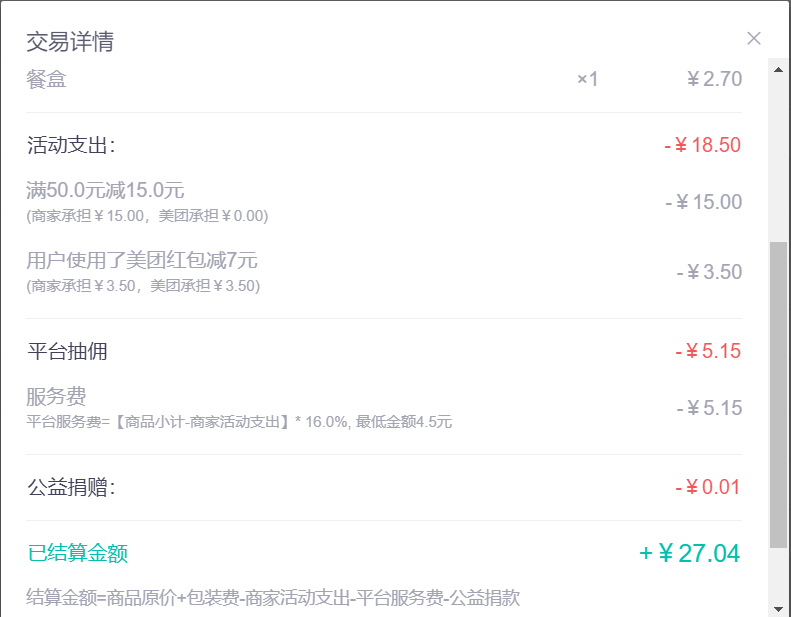 交易详情
餐盒 ×1 ¥2.70
活动支出: -¥18.50
满50.0元减15.0元
(商家承担¥15.00，美团承担¥0.00) -¥15.00
用户使用了美团红包减7元
(商家承担¥3.50，美团承担¥3.50) -¥3.50
平台抽佣 -¥5.15
服务费
平台服务费=【商品小计-商家活动支出】* 16.0%, 最低金额4.5元 -¥5.15
公益捐赠: -¥0.01
已结算金额 +¥27.04
结算金额=商品原价+包装费-商家活动支出-平台服务费-公益捐款